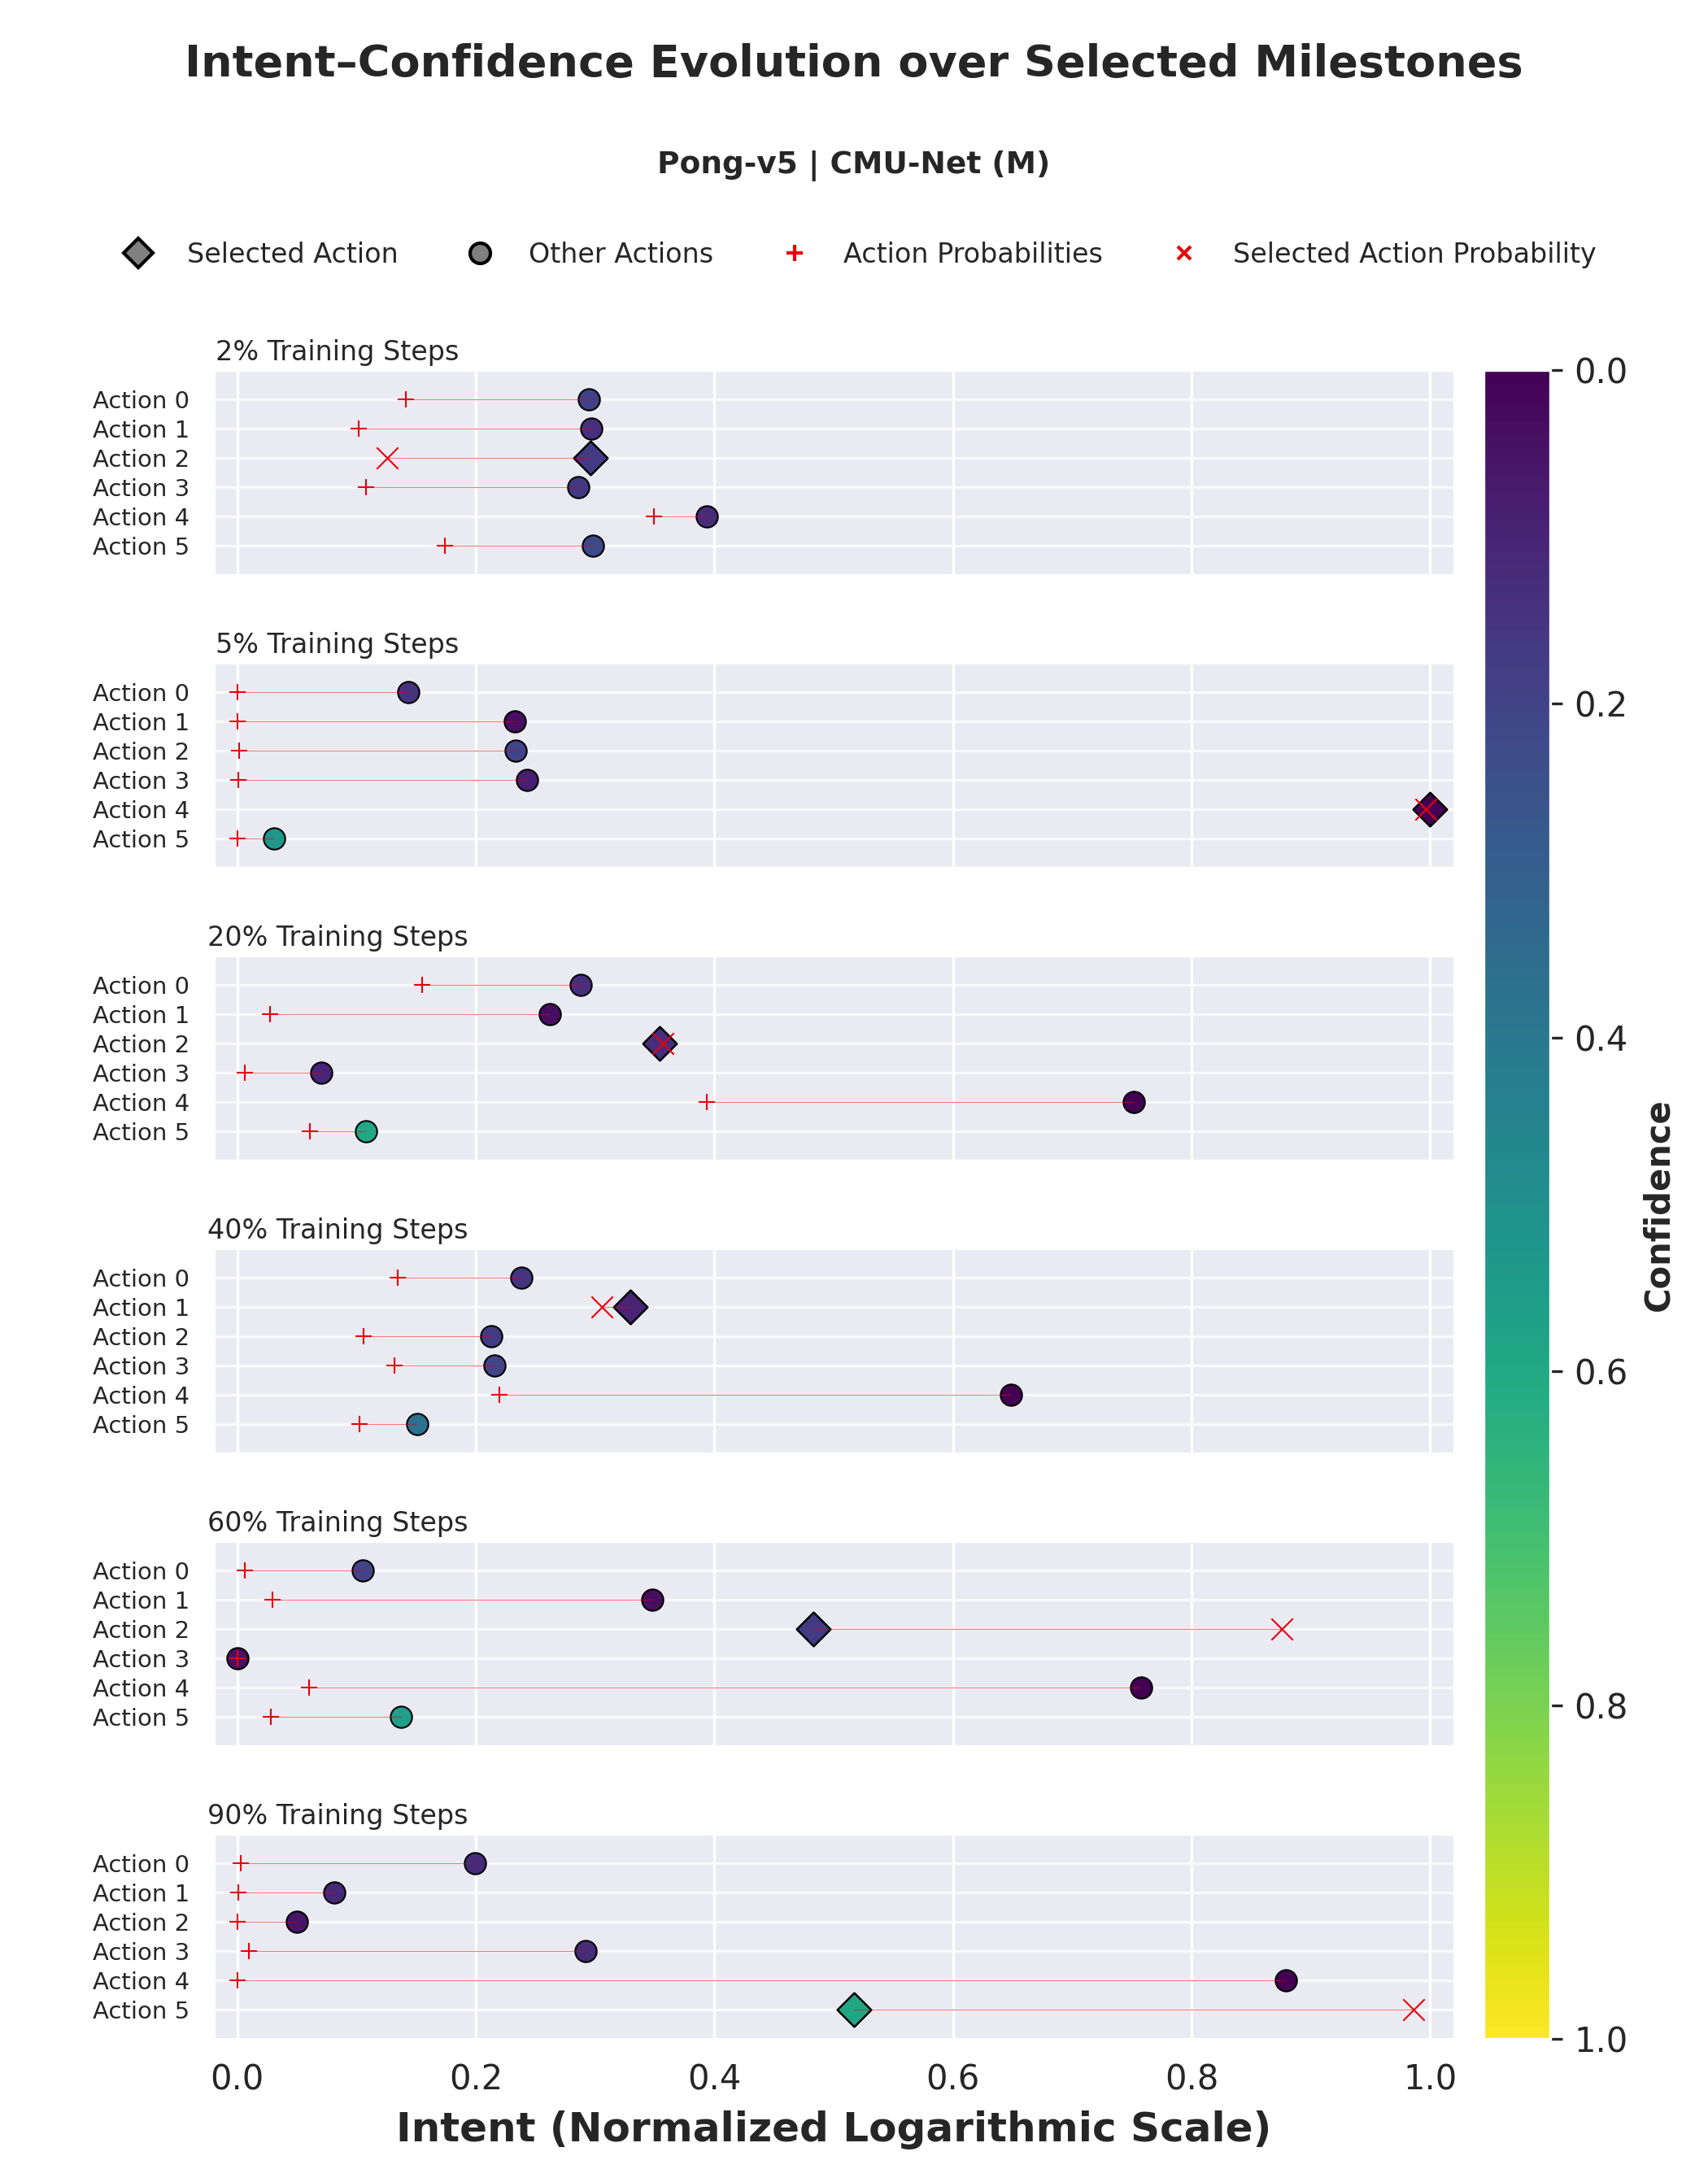 Intent–Confidence Evolution over Selected Milestones
Pong-v5 | CMU-Net (M)
Selected Action
Other Actions
Action Probabilities
Selected Action Probability
2% Training Steps
Action 0
Action 1
Action 2
Action 3
Action 4
Action 5
5% Training Steps
Action 0
Action 1
Action 2
Action 3
Action 4
Action 5
20% Training Steps
Action 0
Action 1
Action 2
Action 3
Action 4
Action 5
40% Training Steps
Action 0
Action 1
Action 2
Action 3
Action 4
Action 5
60% Training Steps
Action 0
Action 1
Action 2
Action 3
Action 4
Action 5
90% Training Steps
Action 0
Action 1
Action 2
Action 3
Action 4
Action 5
0.0 0.2 0.4 0.6 0.8 1.0
Intent (Normalized Logarithmic Scale)
0.0
0.2
0.4
0.6
0.8
1.0
Confidence